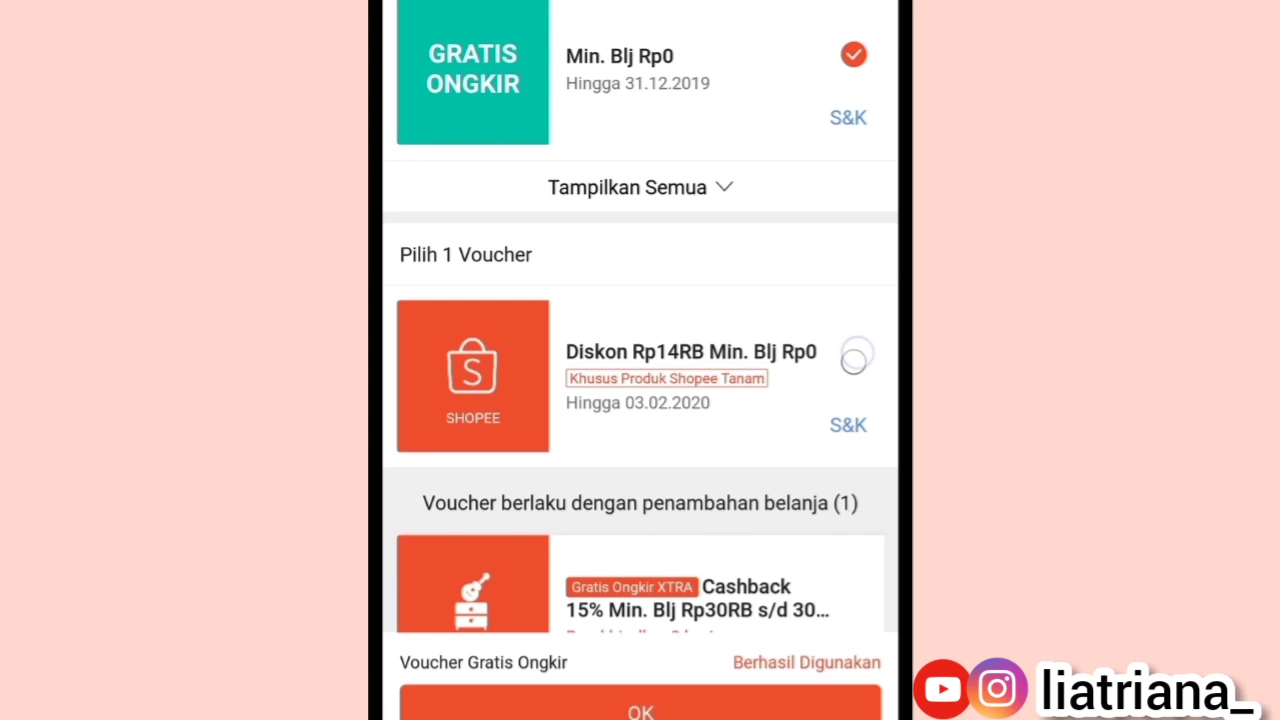 GRATIS
ONGKIR
Min. Blj Rp0
Hingga 31.12.2019
S&K
Tampilkan Semua
Pilih 1 Voucher
S
SHOPEE
Diskon Rp14RB Min. Blj Rp0
Khusus Produk Shopee Tanam
Hingga 03.02.2020
S&K
Voucher berlaku dengan penambahan belanja (1)
Gratis Ongkir XTRA Cashback
15% Min. Blj Rp30RB s/d 30...
Voucher Gratis Ongkir Berhasil Digunakan
OK
liatriana_